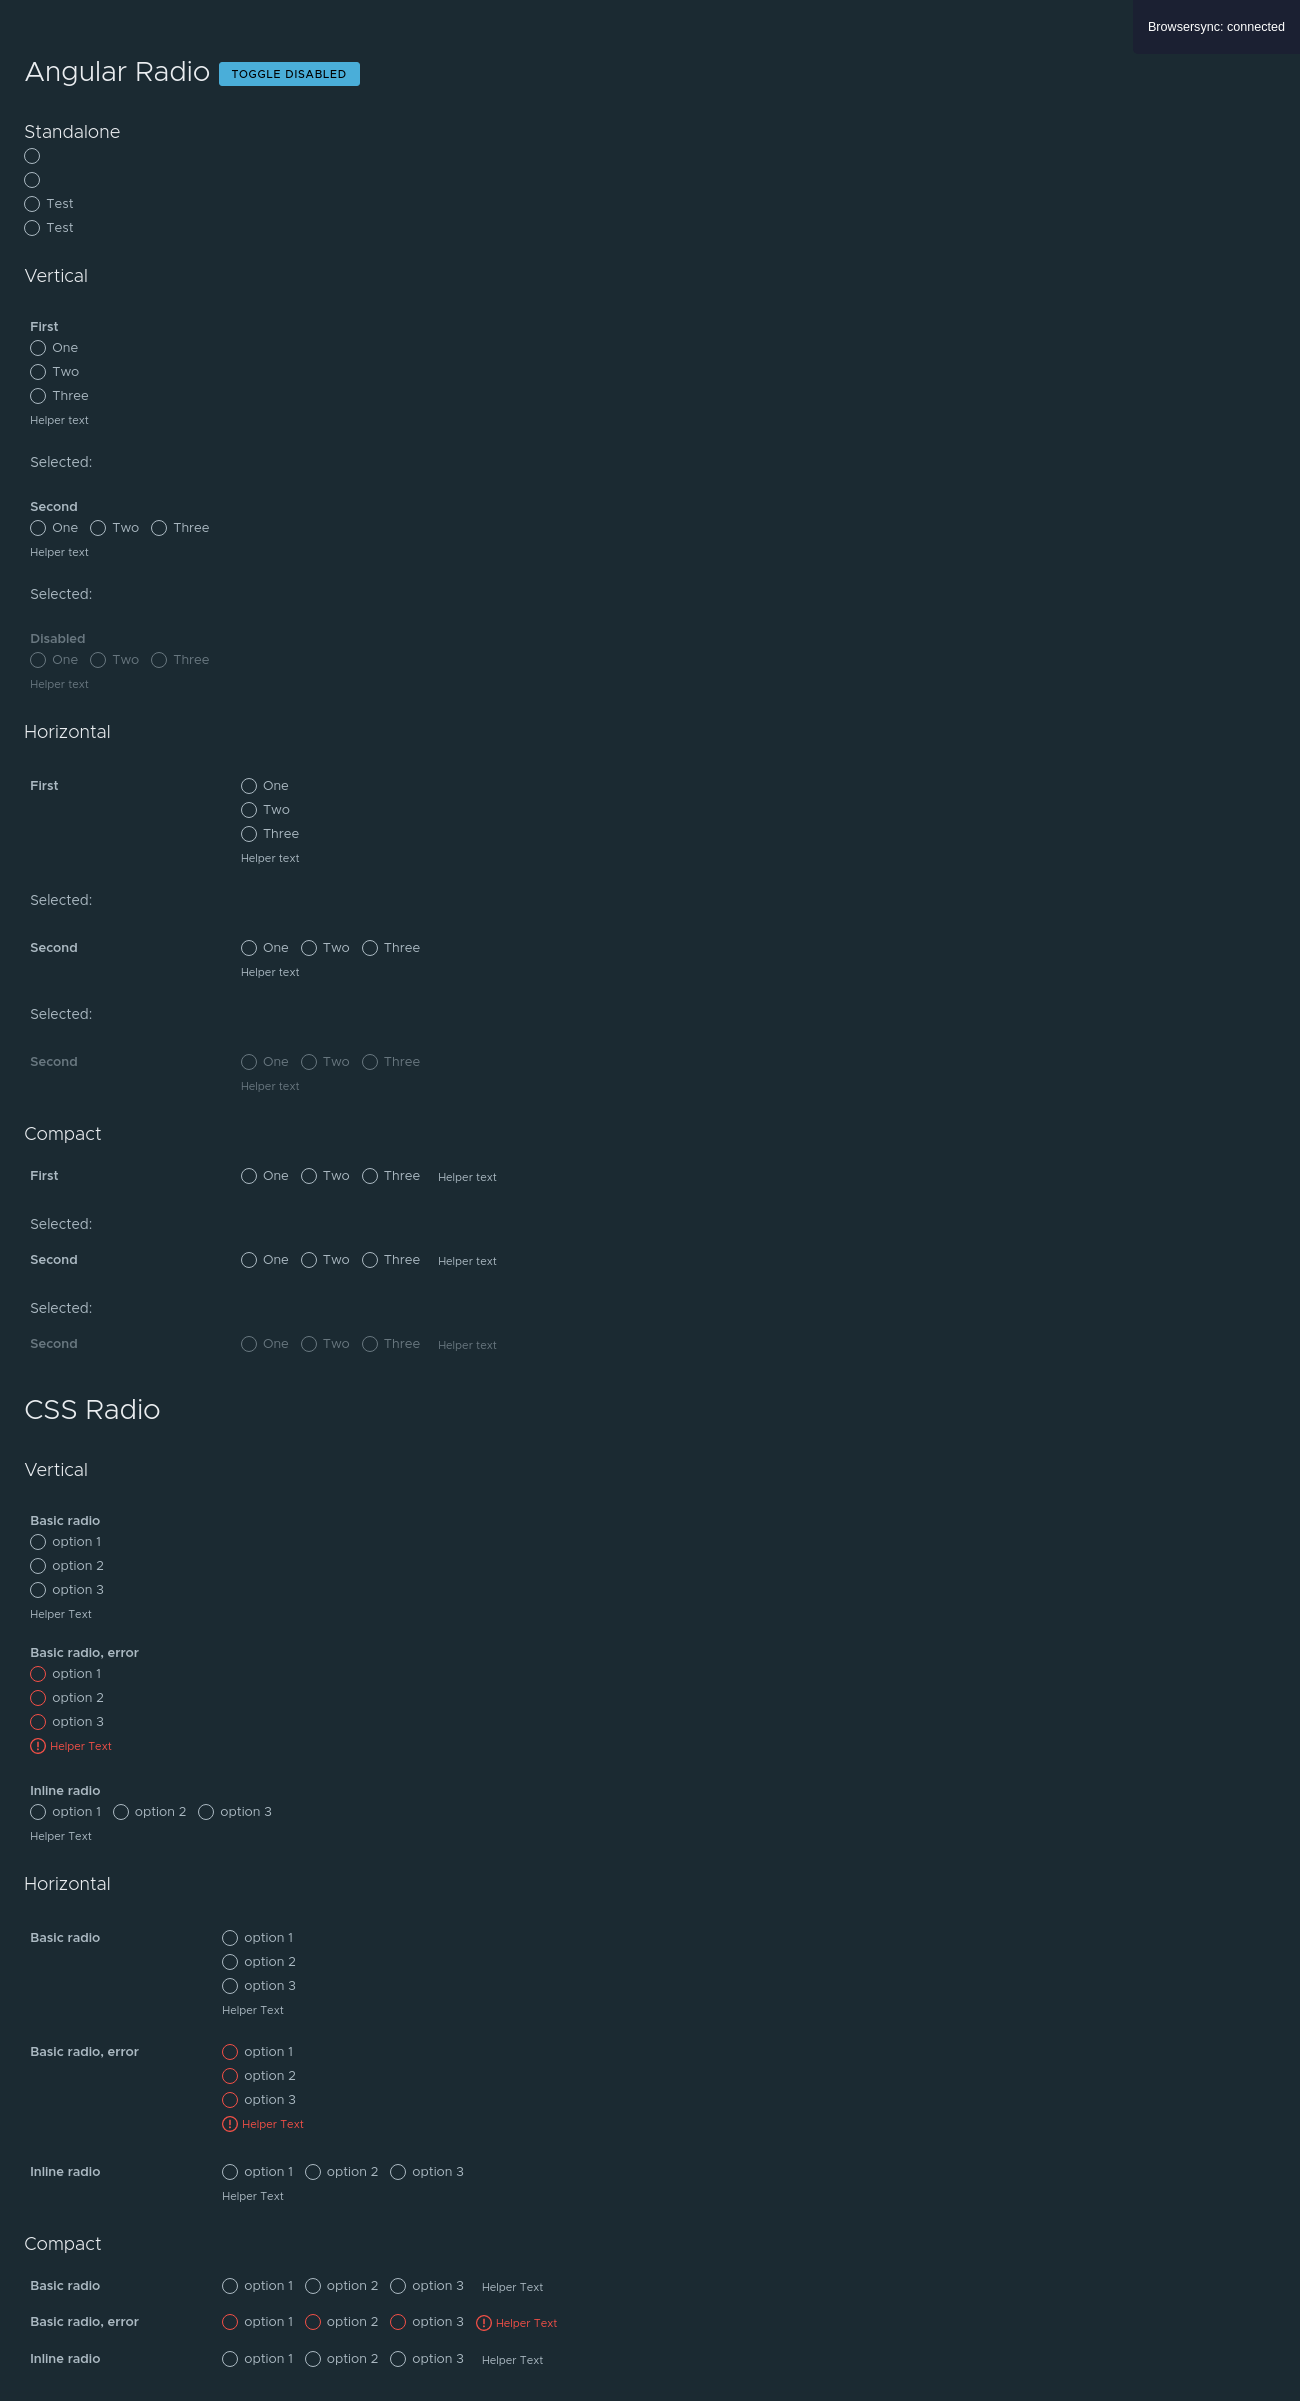 Browsersync: connected
Angular Radio TOGGLE DISABLED
Standalone
Test
Test
Vertical
First
One
Two
Three
Helper text
Selected:
Second
One Two Three
Helper text
Selected:
Disabled
One Two Three
Helper text
Horizontal
First One
Two
Three
Helper text
Selected:
Second One Two Three
Helper text
Selected:
Second One Two Three
Helper text
Compact
First One Two Three Helper text
Selected:
Second One Two Three Helper text
Selected:
Second One Two Three Helper text
CSS Radio
Vertical
Basic radio
option 1
option 2
option 3
Helper Text
Basic radio, error
option 1
option 2
option 3
Helper Text
Inline radio
option 1 option 2 option 3
Helper Text
Horizontal
Basic radio option 1
option 2
option 3
Helper Text
Basic radio, error option 1
option 2
option 3
Helper Text
Inline radio option 1 option 2 option 3
Helper Text
Compact
Basic radio option 1 option 2 option 3 Helper Text
Basic radio, error option 1 option 2 option 3 Helper Text
Inline radio option 1 option 2 option 3 Helper Text